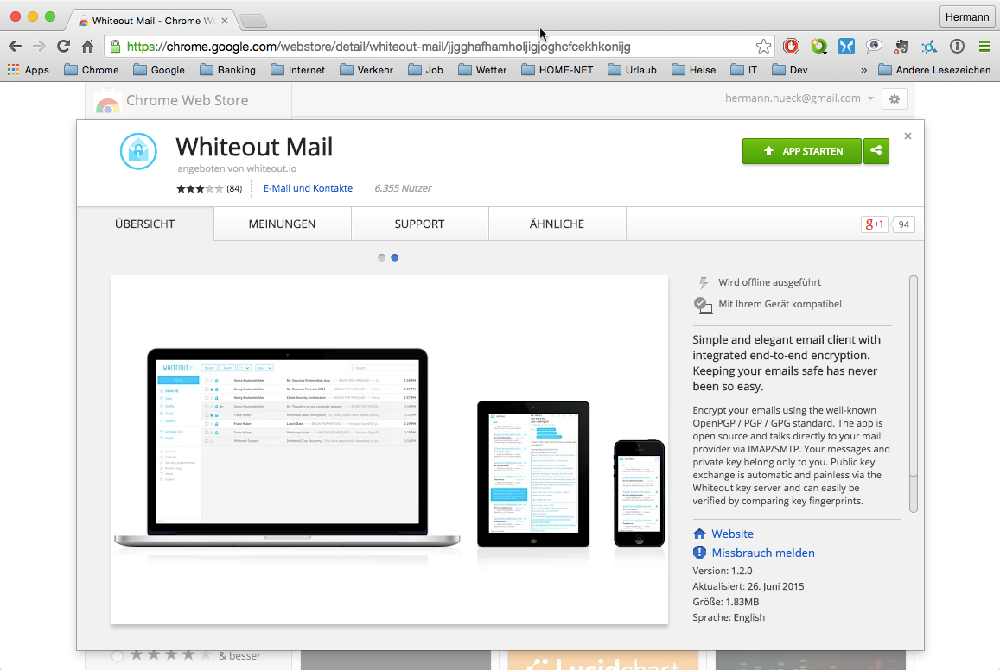 Whiteout Mail - Chrome We
Hermann
https://chrome.google.com/webstore/detail/whiteout-mail/jjgghafhamholjigjoghcfcekhkonijg
Apps Chrome Google Banking Internet Verkehr Job Wetter HOME-NET Urlaub Heise IT Dev » Andere Lesezeichen
Chrome Web Store
hermann.hueck@gmail.com
Whiteout Mail
angeboten von whiteout.io
(84) E-Mail und Kontakte 6.355 Nutzer
APP STARTEN
ÜBERSICHT MEINUNGEN SUPPORT ÄHNLICHE
g+1 94
WHITEOUT
Wird offline ausgeführt
Mit Ihrem Gerät kompatibel
Simple and elegant email client with
integrated end-to-end encryption.
Keeping your emails safe has never
been so easy.
Encrypt your emails using the well-known
OpenPGP / PGP / GPG standard. The app is
open source and talks directly to your mail
provider via IMAP/SMTP. Your messages and
private key belong only to you. Public key
exchange is automatic and painless via the
Whiteout key server and can easily be
verified by companing key fingerprints.
Website
Missbrauch melden
Version: 1.2.0
Aktualisiert: 26. Juni 2015
Größe: 1.83MB
Sprache: English
& besser
Lucidchart